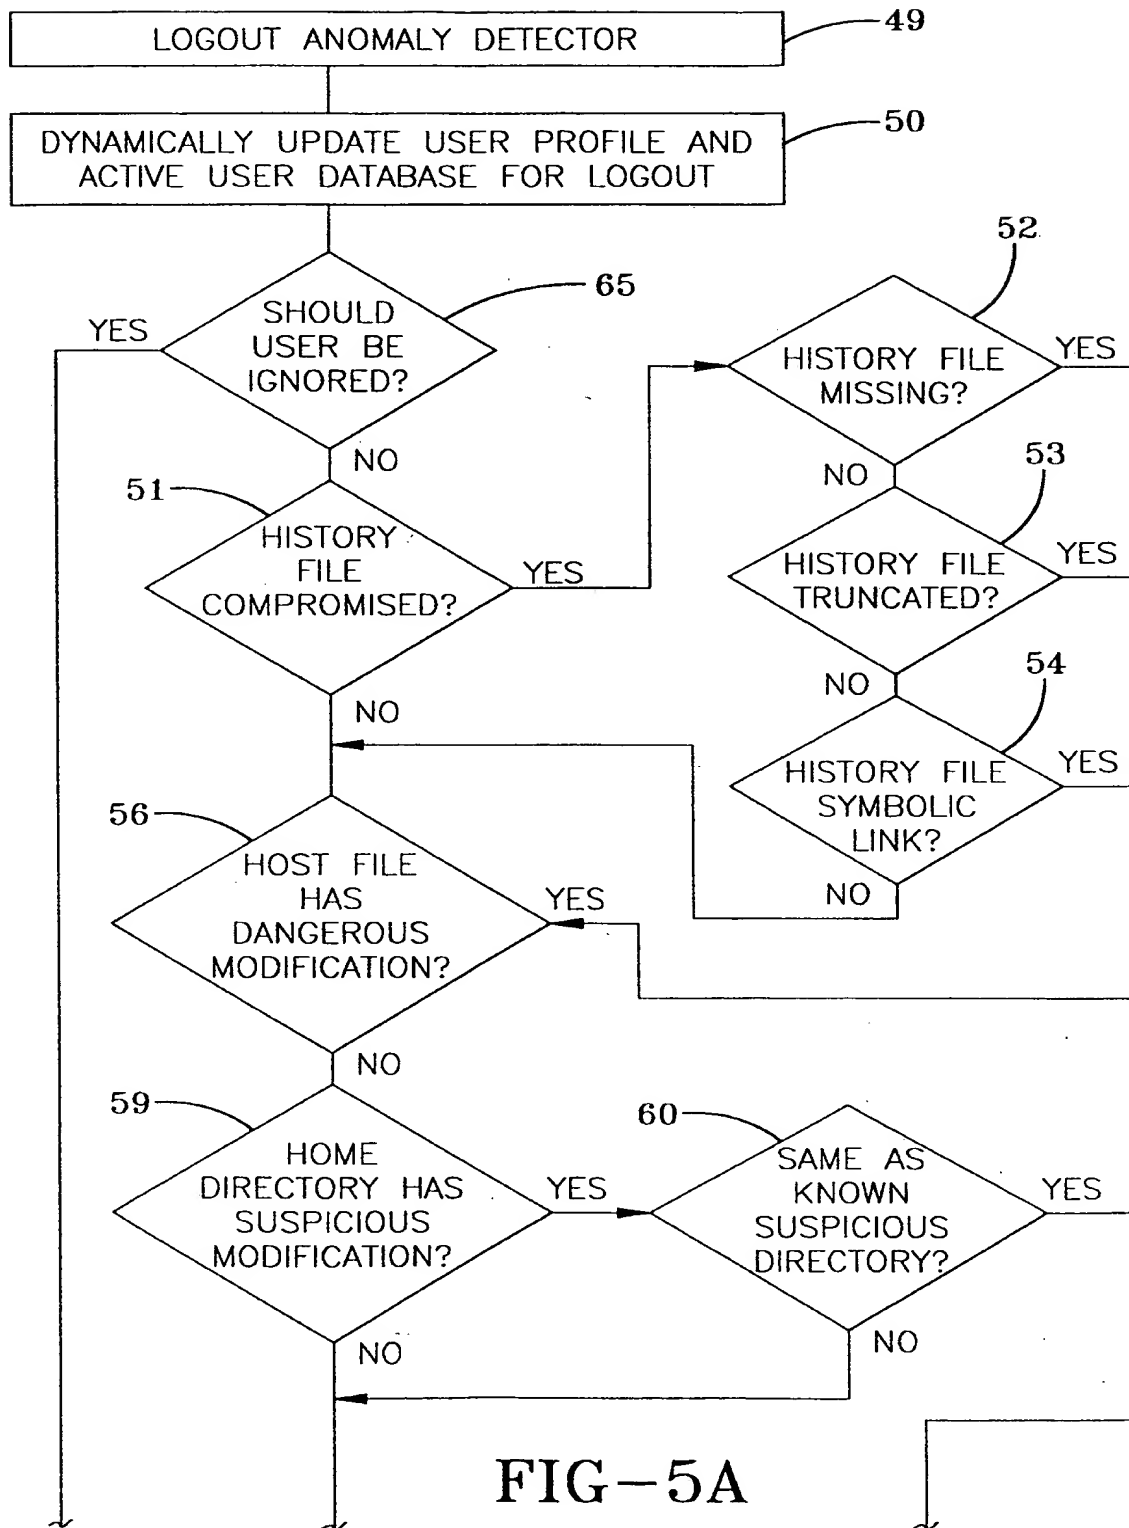 LOGOUT ANOMALY DETECTOR
49
DYNAMICALLY UPDATE USER PROFILE AND
ACTIVE USER DATABASE FOR LOGOUT
50
SHOULD
USER BE
IGNORED?
65
YES
NO
51
HISTORY
FILE
COMPROMISED?
YES
NO
52
HISTORY FILE
MISSING?
YES
NO
53
HISTORY FILE
TRUNCATED?
YES
NO
54
HISTORY FILE
SYMBOLIC
LINK?
YES
NO
56
HOST FILE
HAS
DANGEROUS
MODIFICATION?
YES
NO
59
HOME
DIRECTORY HAS
SUSPICIOUS
MODIFICATION?
YES
NO
60
SAME AS
KNOWN
SUSPICIOUS
DIRECTORY?
YES
NO
FIG-5A